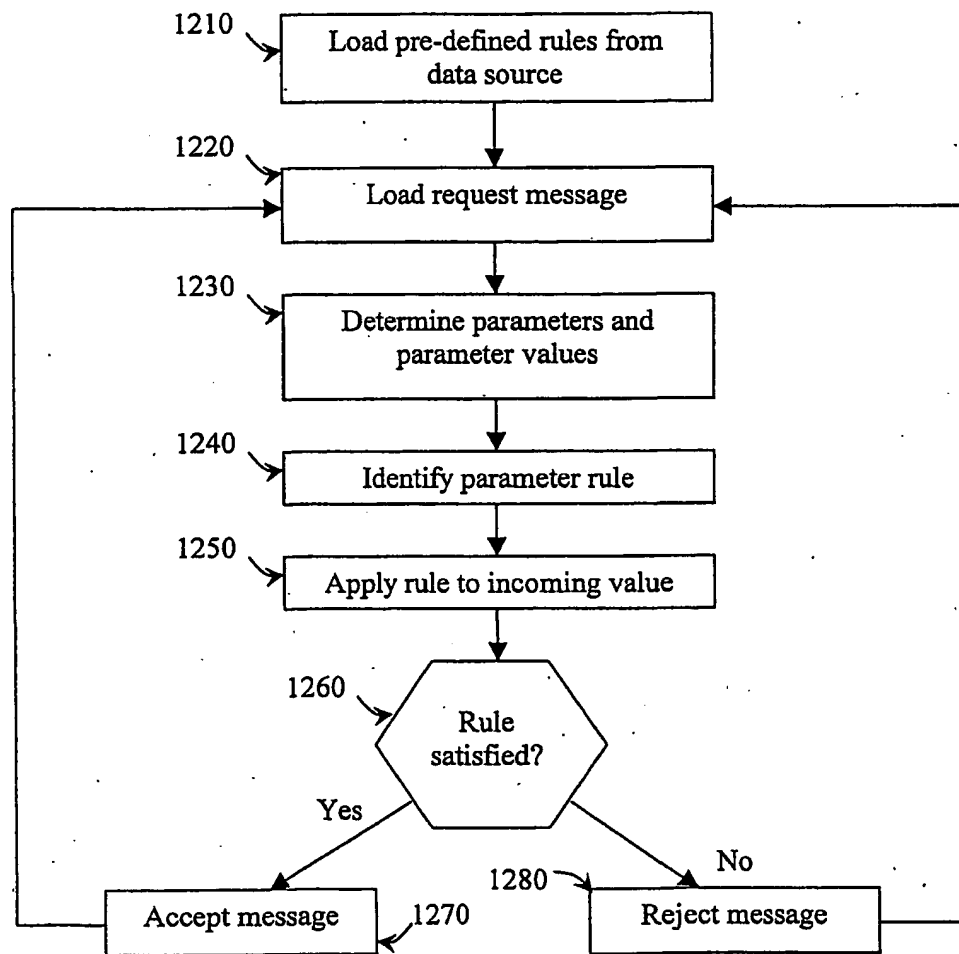 1210
Load pre-defined rules from
data source
1220
Load request message
1230
Determine parameters and
parameter values
1240
Identify parameter rule
1250
Apply rule to incoming value
1260
Rule
satisfied?
Yes
No
Accept message
1270
1280
Reject message